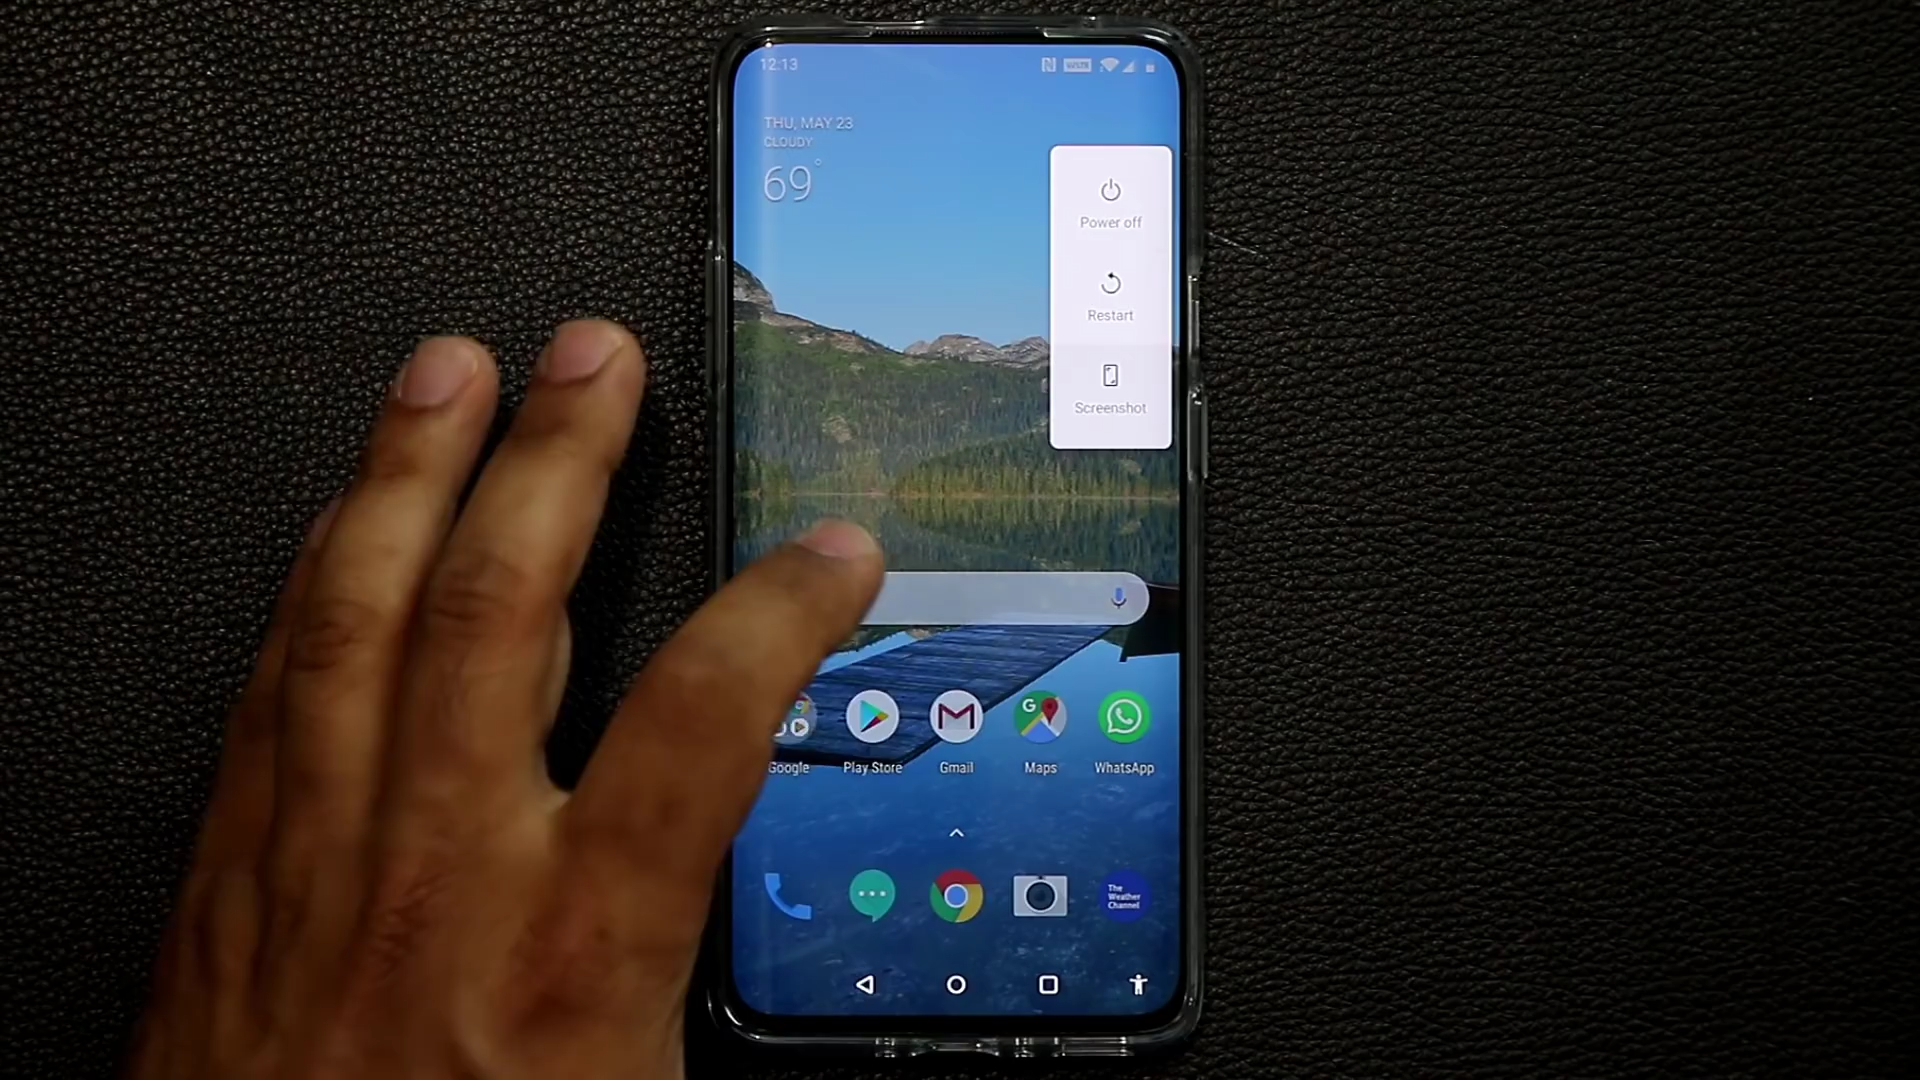 12:13
THU, MAY 23
CLOUDY
69°
Power off
Restart
Screenshot
Google
Play Store
Gmail
G
Maps
WhatsApp
The
Weather
Channel